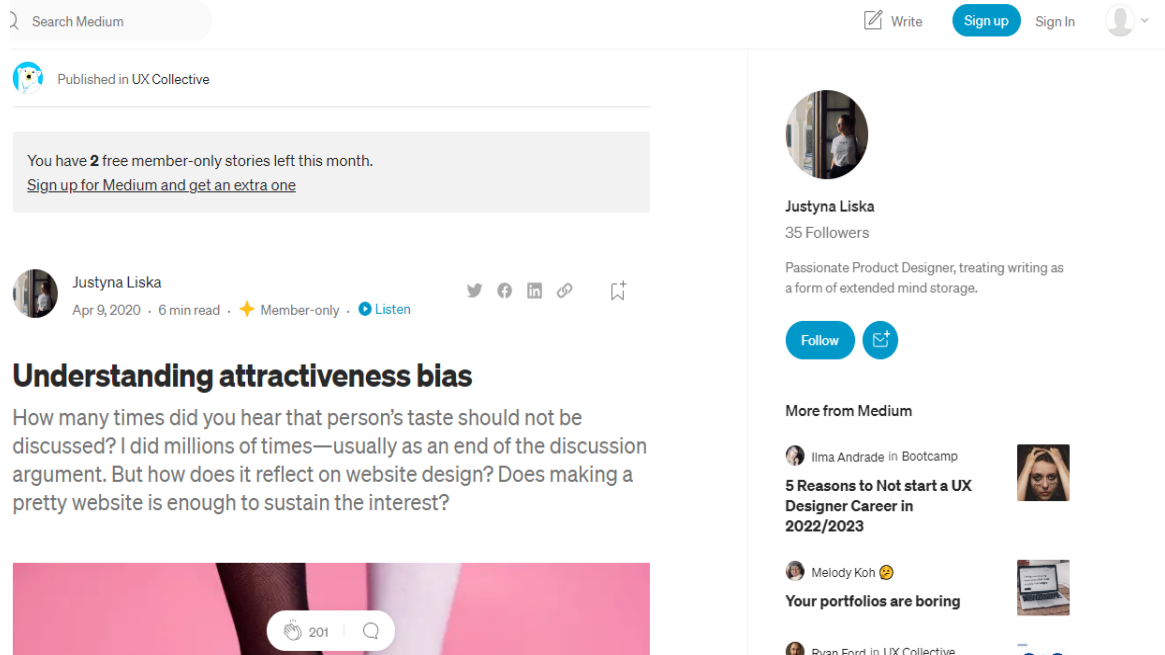 Search Medium
Write
Sign up
Sign In
Published in UX Collective
You have 2 free member-only stories left this month.
Sign up for Medium and get an extra one
Justyna Liska
Apr 9, 2020 · 6 min read · Member-only · Listen
Understanding attractiveness bias
How many times did you hear that person’s taste should not be
discussed? I did millions of times—usually as an end of the discussion
argument. But how does it reflect on website design? Does making a
pretty website is enough to sustain the interest?
201
Justyna Liska
35 Followers
Passionate Product Designer, treating writing as
a form of extended mind storage.
Follow
More from Medium
Ilma Andrade in Bootcamp
5 Reasons to Not start a UX
Designer Career in
2022/2023
Melody Koh 🤔
Your portfolios are boring
Ryan Ford in UX Collective